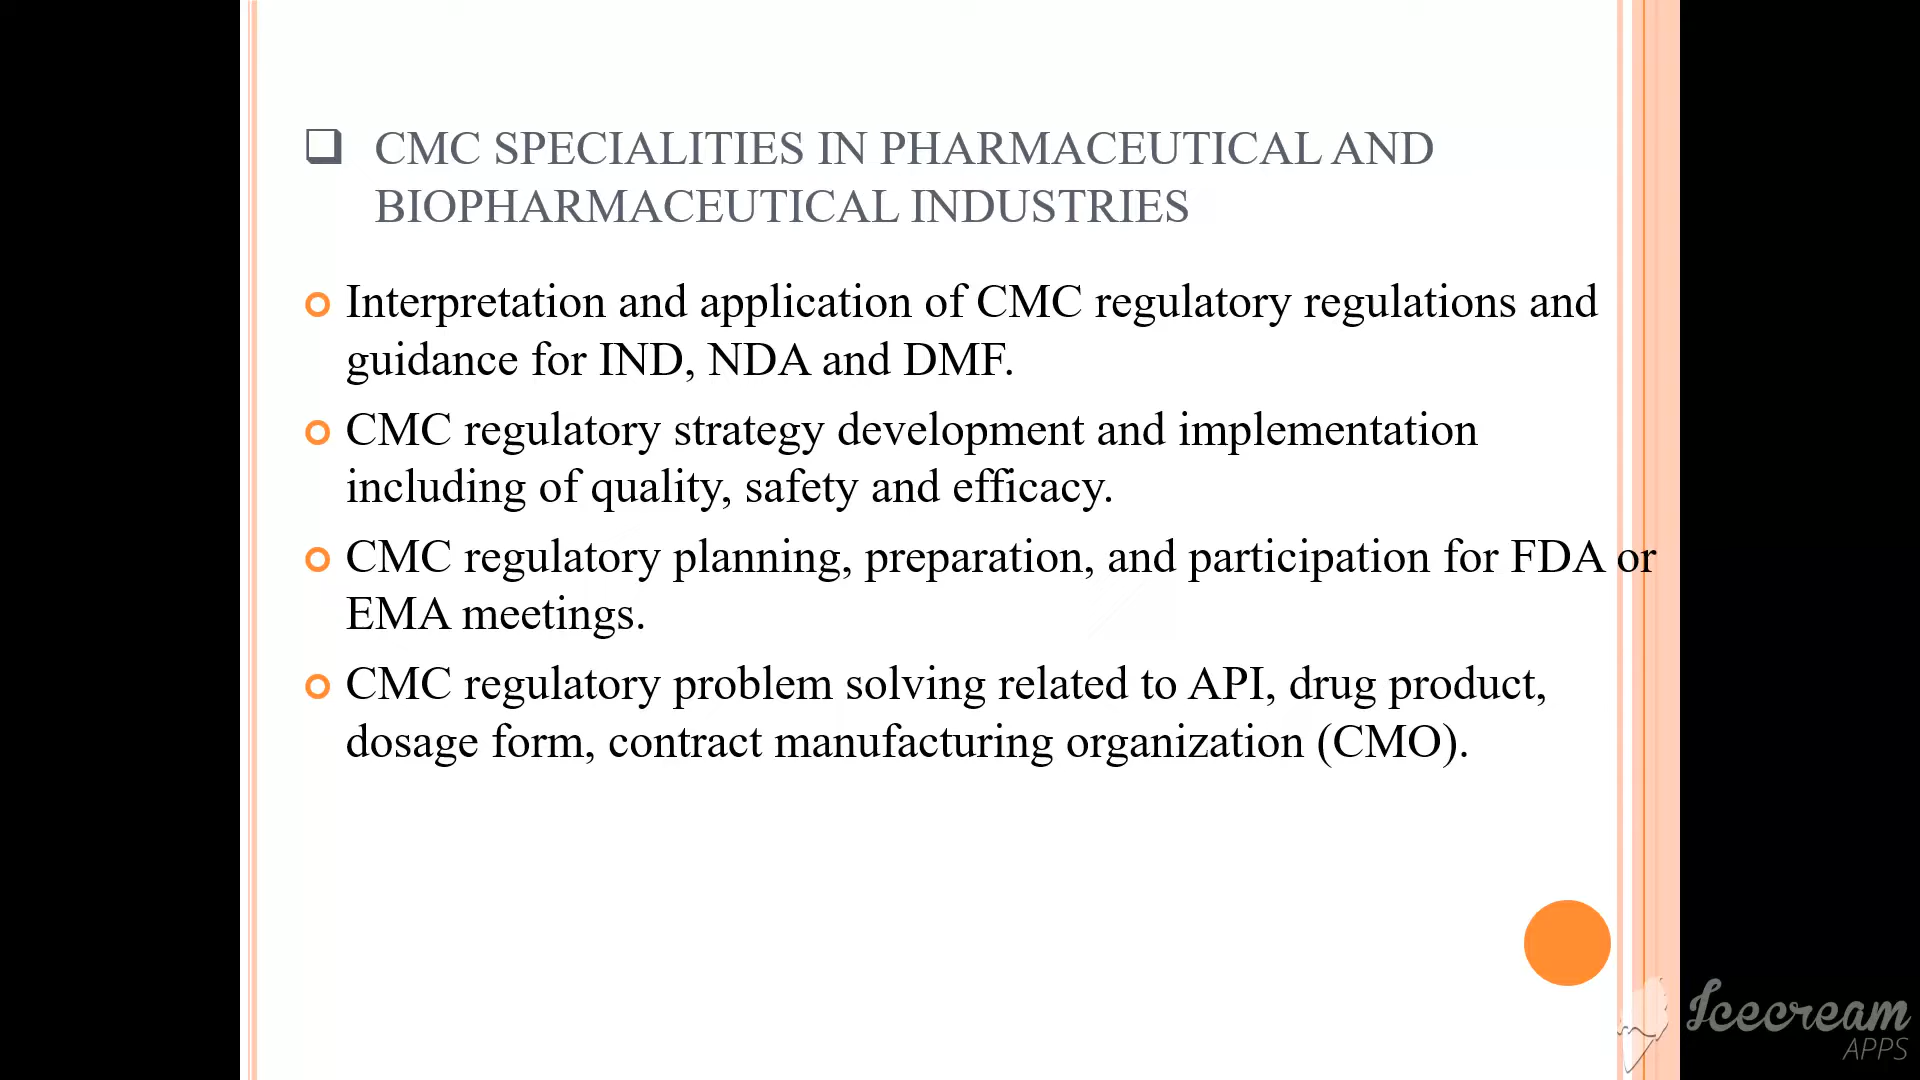 CMC SPECIALITIES IN PHARMACEUTICAL AND
BIOPHARMACEUTICAL INDUSTRIES
Interpretation and application of CMC regulatory regulations and
guidance for IND, NDA and DMF.
CMC regulatory strategy development and implementation
including of quality, safety and efficacy.
CMC regulatory planning, preparation, and participation for FDA or
EMA meetings.
CMC regulatory problem solving related to API, drug product,
dosage form, contract manufacturing organization (CMO).
Icecream
APPS